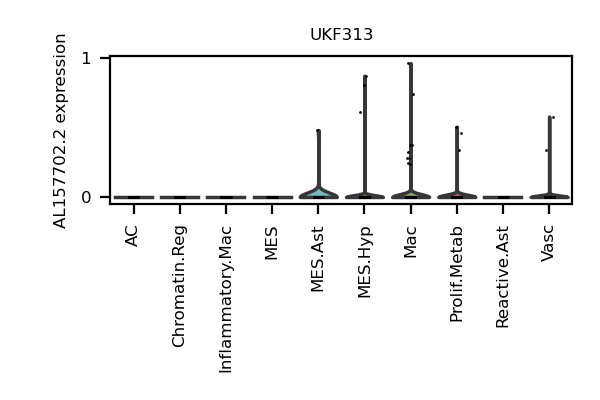 UKF313
AL157702.2 expression
1
0
AC
Chromatin.Reg
Inflammatory.Mac
MES
MES.Ast
MES.Hyp
Mac
Prolif.Metab
Reactive.Ast
Vasc